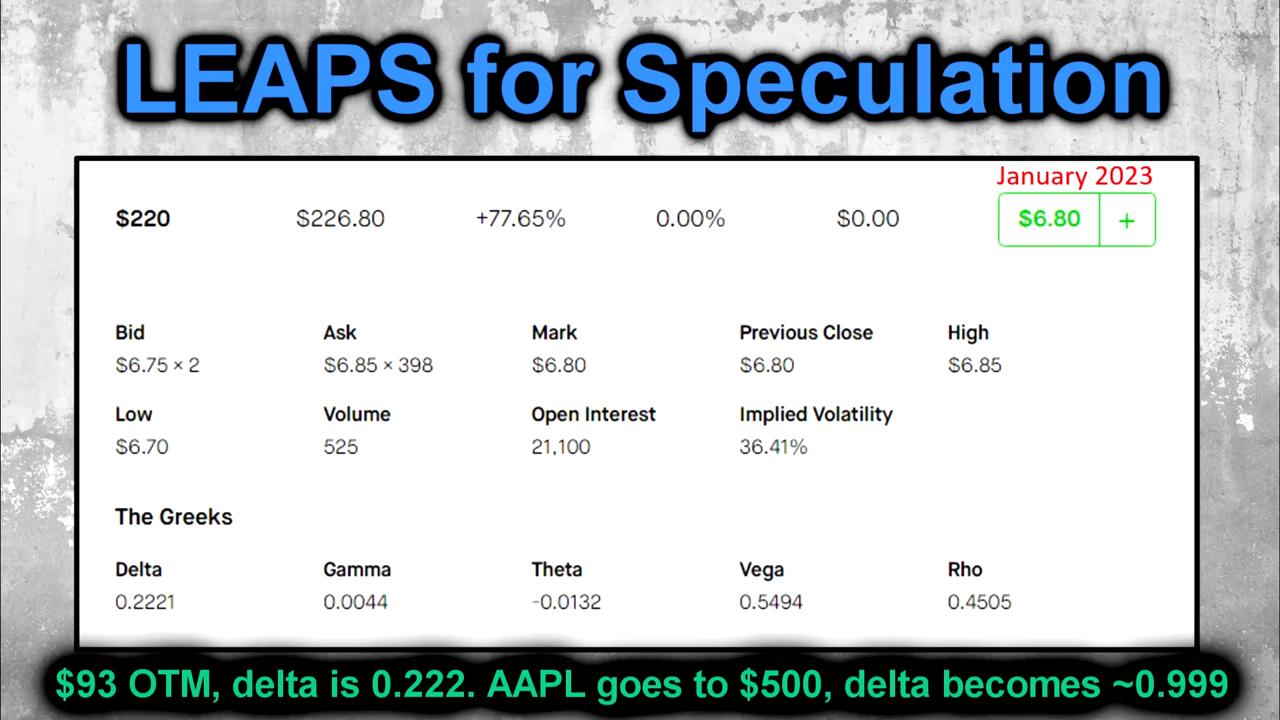 LEAPS for Speculation
January 2023
$220 $226.80 +77.65% 0.00% $0.00 $6.80 +
Bid Ask Mark Previous Close High
$6.75 × 2 $6.85 × 398 $6.80 $6.80 $6.85
Low Volume Open Interest Implied Volatility
$6.70 525 21,100 36.41%
The Greeks
Delta Gamma Theta Vega Rho
0.2221 0.0044 -0.0132 0.5494 0.4505
$93 OTM, delta is 0.222. AAPL goes to $500, delta becomes ~0.999